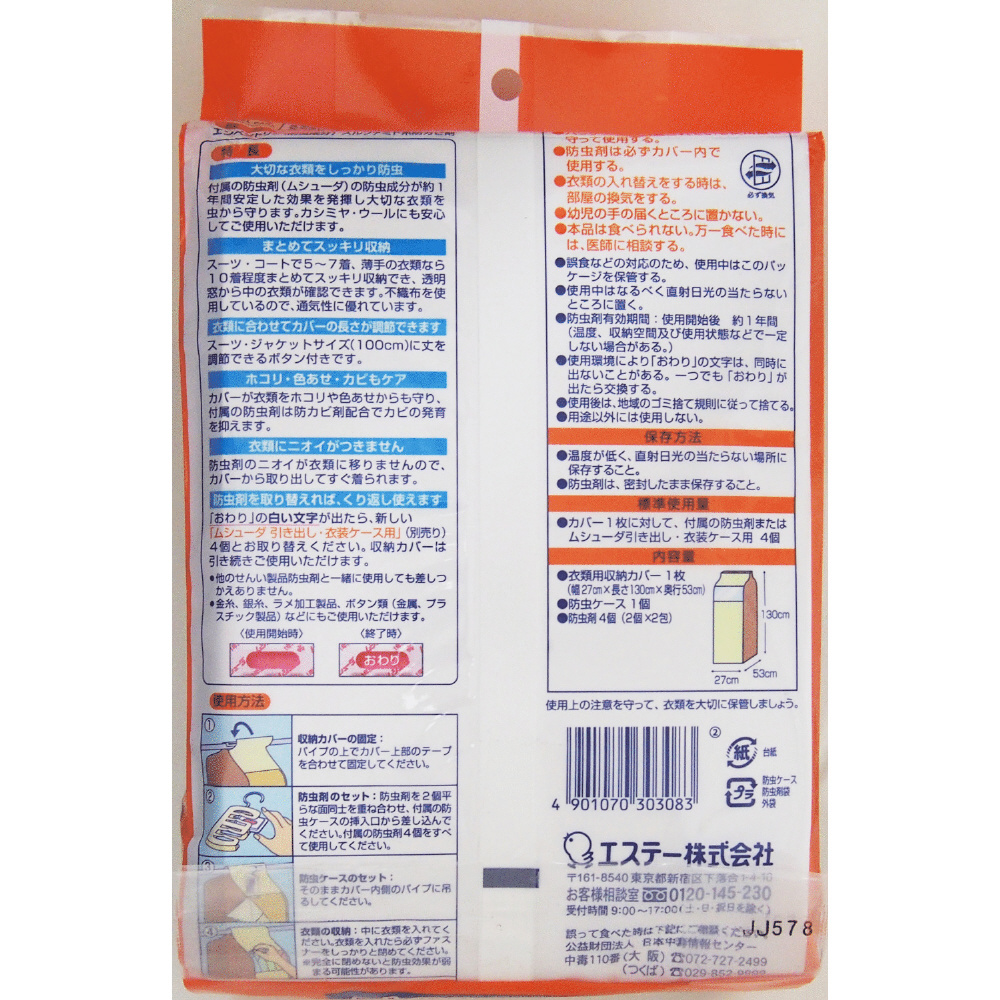 特長
大切な衣類をしっかり防虫
付属の防虫剤(ムシューダ)の防虫成分が約1
年間安定した効果を発揮し大切な衣類を
虫から守ります。カシミヤ・ウールにも安心
してご使用いただけます。
まとめてスッキリ収納
スーツ・コートで5〜7着、薄手の衣類なら
10着程度まとめてスッキリ収納でき、透明
窓から中の衣類が確認できます。不織布を使
用しているので、通気性に優れています。
衣類に合わせてカバーの長さが調節できます
スーツ・ジャケットサイズ(100cm)に丈を
調節できるボタン付きです。
ホコリ・色あせ・カビもケア
カバーが衣類をホコリや色あせからも守り、
付属の防虫剤は防カビ剤配合でカビの発育
を抑えます。
衣類にニオイがつきません
防虫剤のニオイが衣類に移りませんので、
カバーから取り出してすぐ着られます。
防虫剤を取り替えれば、くり返し使えます
「おわり」の白い文字が出たら、新しい
「ムシューダ 引き出し・衣装ケース用」(別売り)
4個とお取り替えください。収納カバーは
引き続きご使用いただけます。
●他のせんい製品防虫剤と一緒に使用しても差しつ
かえありません。
●金糸、銀糸、ラメ加工製品、ボタン類(金属、プラ
スチック製品)などにもご使用いただけます。
〈使用開始時〉 〈終了時〉
おわり
使用方法
①
収納カバーの固定:
パイプの上でカバー上部のテープ
を合わせて固定してください。
②
防虫剤のセット:防虫剤を2個平
らな面同士を重ね合わせ、付属の防
虫ケースの挿入口から差し込んで
ください。付属の防虫剤4個をすべ
て使用してください。
③
防虫ケースのセット:
そのままカバー内側のパイプに吊
るしてください。
④
衣類の収納:中に衣類を入れてく
ださい。衣類を入れたら必ずファス
ナーをしっかりと閉めてください。
※完全に閉めないと防虫効果が弱
まる可能性があります。
守って使用する。
●防虫剤は必ずカバー内で
使用する。
●衣類の入れ替えをする時は、
部屋の換気をする。
●幼児の手の届くところに置かない。
●本品は食べられない。万一食べた時に
は、医師に相談する。
必ず換気
●誤食などの対応のため、使用中はこのパッ
ケージを保管する。
●使用中はなるべく直射日光の当たらない
ところに置く。
●防虫剤有効期間:使用開始後 約1年間
(温度、収納空間及び使用状態などで一定
しない場合がある。)
●使用環境により「おわり」の文字は、同時に
出ないことがある。一つでも「おわり」が
出たら交換する。
●使用後は、地域のゴミ捨て規則に従って捨てる。
●用途以外には使用しない。
保存方法
●温度が低く、直射日光の当たらない場所に
保存すること。
●防虫剤は、密封したまま保存すること。
標準使用量
●カバー1枚に対して、付属の防虫剤または
ムシューダ引き出し・衣装ケース用 4個
内容量
●衣類用収納カバー 1枚
(幅27cm×長さ130cm×奥行53cm)
●防虫ケース 1個
●防虫剤4個(2個×2包)
130cm
53cm
27cm
使用上の注意を守って、衣類を大切に保管しましょう。
②
紙 台紙
プラ 防虫ケース
防虫剤袋
外袋
4 901070 303083
エステー株式会社
〒161-8540 東京都新宿区下落合1-4-10
お客様相談室 0120-145-230
受付時間 9:00〜17:00(土・日・祝日を除く)
JJ578
誤って食べた時は下記にご相談ください。
公益財団法人 日本中毒情報センター
中毒110番 (大 阪) ☎072-727-2499
(つくば) ☎029-852-9999